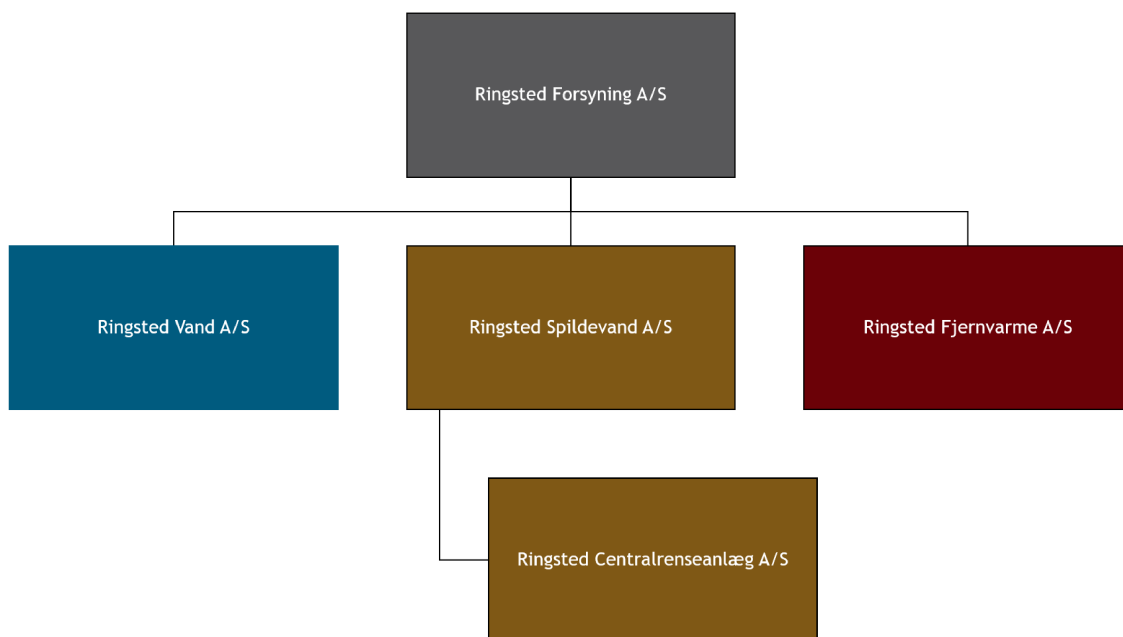 Ringsted Forsyning A/S
Ringsted Vand A/S
Ringsted Spildevand A/S
Ringsted Fjernvarme A/S
Ringsted Centralrenseanlæg A/S